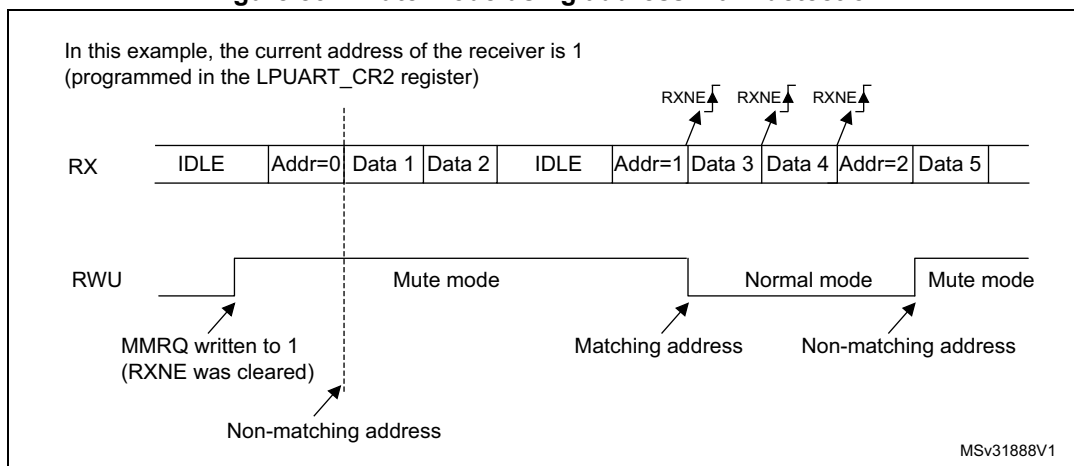 In this example, the current address of the receiver is 1
(programmed in the LPUART_CR2 register)
RXNE RXNE RXNE
RX IDLE Addr=0 Data 1 Data 2 IDLE Addr=1 Data 3 Data 4 Addr=2 Data 5
RWU Mute mode Normal mode Mute mode
MMRQ written to 1 Matching address Non-matching address
(RXNE was cleared)
Non-matching address
MSv31888V1